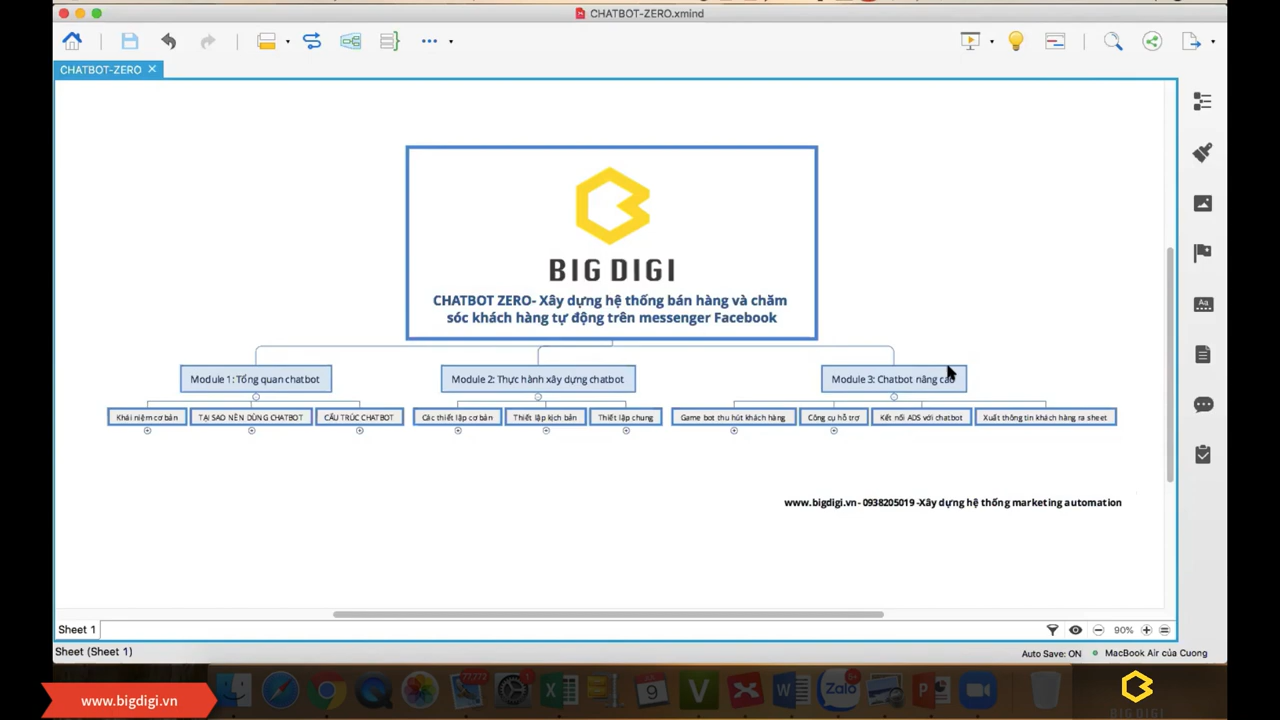 CHATBOT-ZERO.xmind
CHATBOT-ZERO
BIG DIGI
CHATBOT ZERO- Xây dựng hệ thống bán hàng và chăm
sóc khách hàng tự động trên messenger Facebook
Module 1: Tổng quan chatbot
Module 2: Thực hành xây dựng chatbot
Module 3: Chatbot nâng cao
Khái niệm cơ bản
TẠI SAO NÊN DÙNG CHATBOT
CẤU TRÚC CHATBOT
Các thiết lập cơ bản
Thiết lập kịch bản
Thiết lập chung
Game bot thu hút khách hàng
Công cụ hỗ trợ
Kết nối ADS với chatbot
Xuất thông tin khách hàng ra sheet
www.bigdigi.vn- 0938205019 -Xây dựng hệ thống marketing automation
Sheet 1
90%
Sheet (Sheet 1)
Auto Save: ON
MacBook Air của Cuong
77,773
9
Zalo
www.bigdigi.vn
BIG DIGI